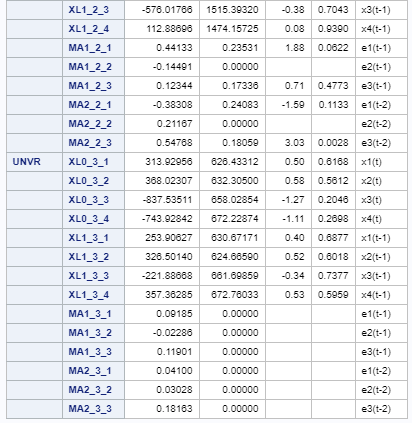 XL1_2_3 -576.01766 1515.39320 -0.38 0.7043 x3(t-1)
XL1_2_4 112.88696 1474.15725 0.08 0.9390 x4(t-1)
MA1_2_1 0.44133 0.23531 1.88 0.0622 e1(t-1)
MA1_2_2 -0.14491 0.00000 e2(t-1)
MA1_2_3 0.12344 0.17336 0.71 0.4773 e3(t-1)
MA2_2_1 -0.38308 0.24083 -1.59 0.1133 e1(t-2)
MA2_2_2 0.21167 0.00000 e2(t-2)
MA2_2_3 0.54768 0.18059 3.03 0.0028 e3(t-2)
UNVR XL0_3_1 313.92956 626.43312 0.50 0.6168 x1(t)
XL0_3_2 368.02307 632.30500 0.58 0.5612 x2(t)
XL0_3_3 -837.53511 658.02854 -1.27 0.2046 x3(t)
XL0_3_4 -743.92842 672.22874 -1.11 0.2698 x4(t)
XL1_3_1 253.90627 630.67171 0.40 0.6877 x1(t-1)
XL1_3_2 326.50140 624.66590 0.52 0.6018 x2(t-1)
XL1_3_3 -221.88668 661.69859 -0.34 0.7377 x3(t-1)
XL1_3_4 357.36285 672.76033 0.53 0.5959 x4(t-1)
MA1_3_1 0.09185 0.00000 e1(t-1)
MA1_3_2 -0.02286 0.00000 e2(t-1)
MA1_3_3 0.11901 0.00000 e3(t-1)
MA2_3_1 0.04100 0.00000 e1(t-2)
MA2_3_2 0.03028 0.00000 e2(t-2)
MA2_3_3 0.18163 0.00000 e3(t-2)